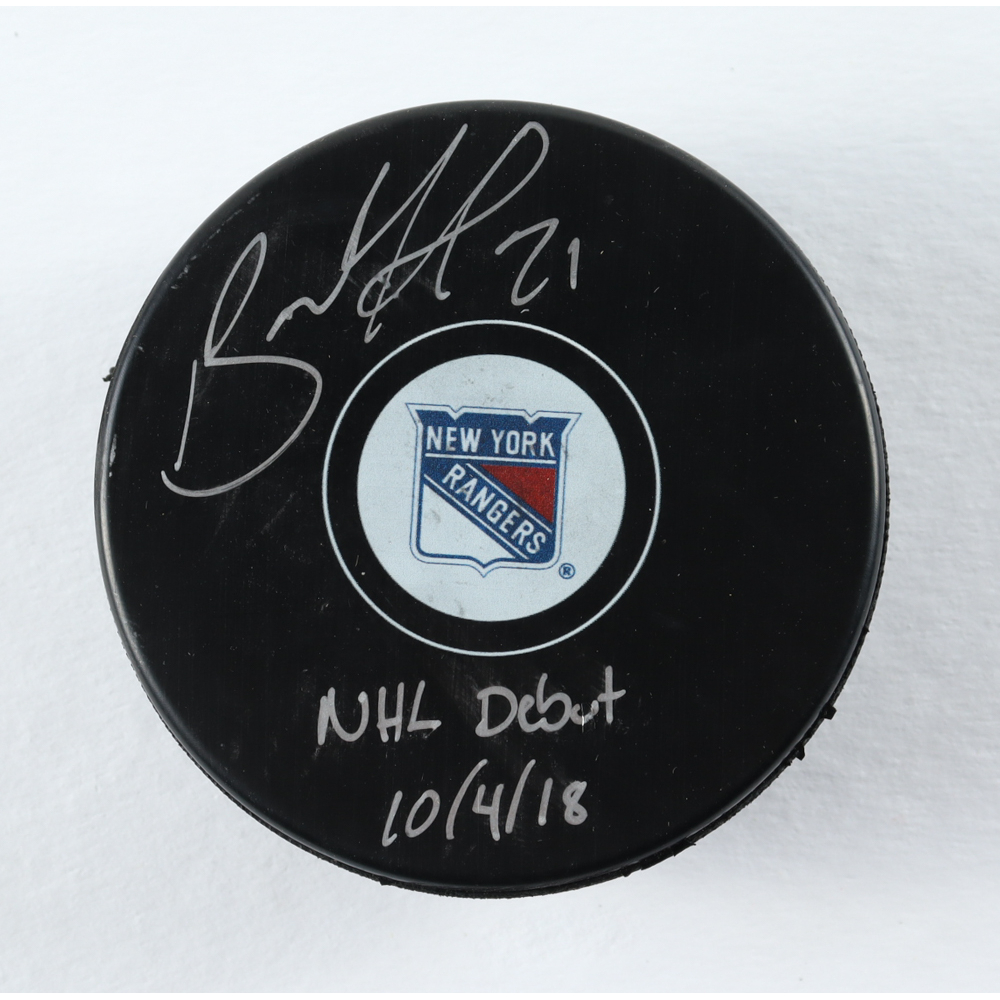 21
NEW YORK
RANGERS
®
NHL Debut
10/4/18